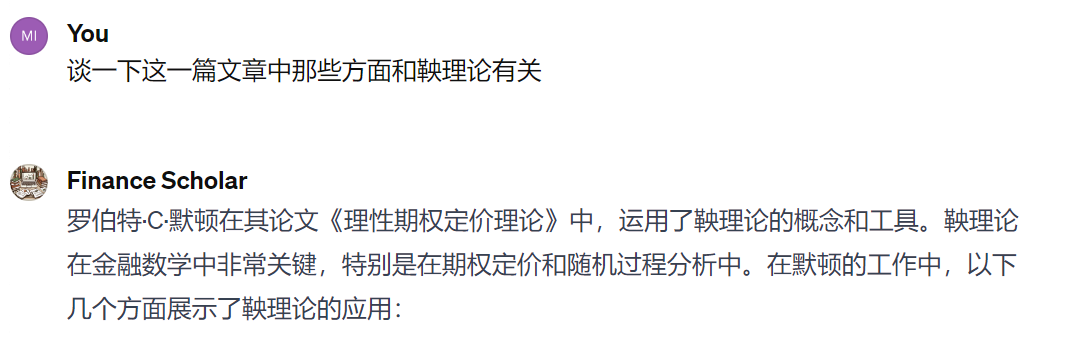 MI
You
谈一下这一篇文章中那些方面和鞅理论有关
Finance Scholar
罗伯特·C·默顿在其论文《理性期权定价理论》中，运用了鞅理论的概念和工具。鞅理论
在金融数学中非常关键，特别是在期权定价和随机过程分析中。在默顿的工作中，以下
几个方面展示了鞅理论的应用：